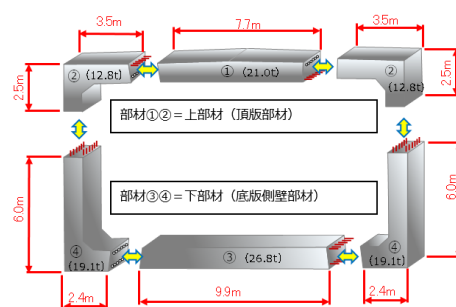 3.5m
7.7m
3.5m
② (12.8t)
① (21.0t)
② (12.8t)
2.5m
2.5m
部材①②＝上部材（頂版部材）
6.0m
6.0m
部材③④＝下部材（底版側壁部材）
④ (19.1t)
③ (26.8t)
④ (19.1t)
2.4m
9.9m
2.4m